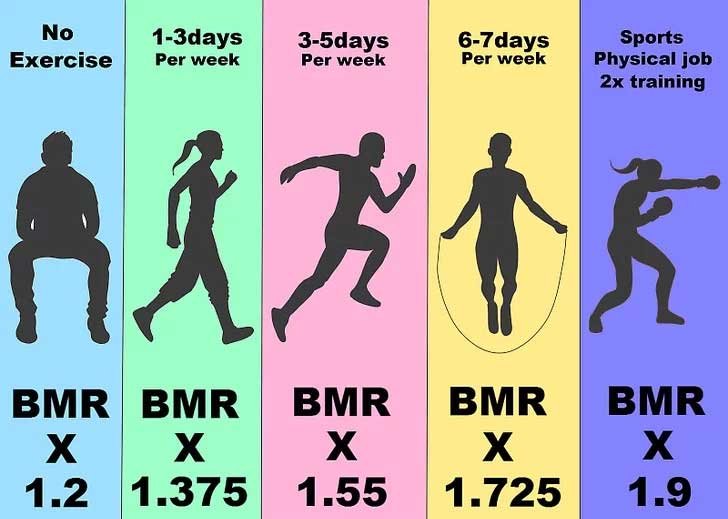 No
Exercise
BMR
X
1.2
1-3days
Per week
BMR
X
1.375
3-5days
Per week
BMR
X
1.55
6-7days
Per week
BMR
X
1.725
Sports
Physical job
2x training
BMR
X
1.9